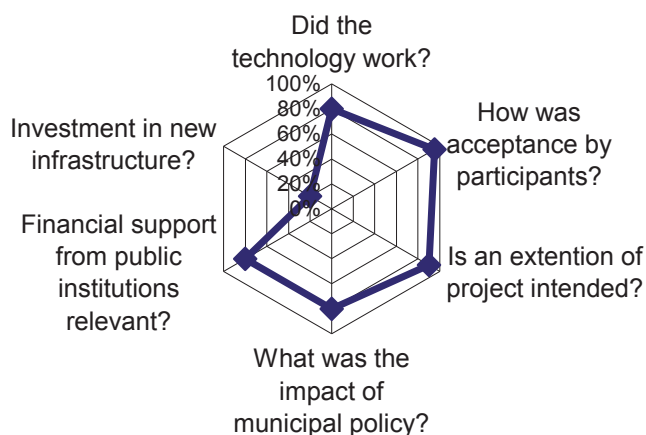 Did the
technology work?
100%
80%
60%
40%
20%
0%
How was
acceptance by
participants?
Is an extention of
project intended?
What was the
impact of
municipal policy?
Financial support
from public
institutions
relevant?
Investment in new
infrastructure?